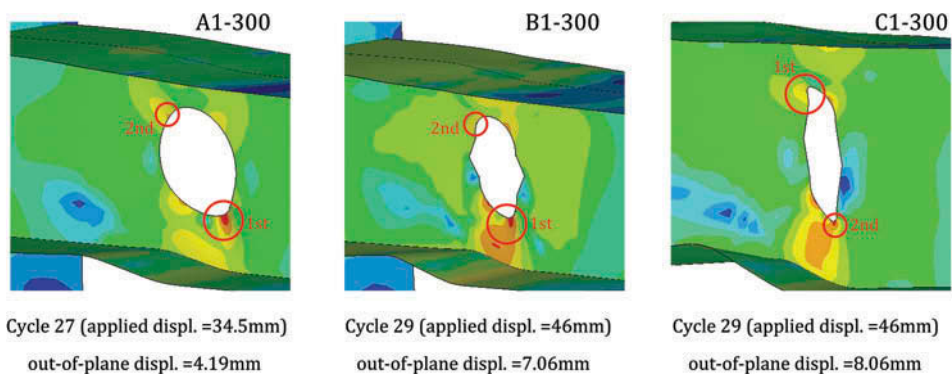 A1-300
B1-300
C1-300
2nd
1st
2nd
1st
1st
2nd
Cycle 27 (applied displ. =34.5mm)
out-of-plane displ. =4.19mm
Cycle 29 (applied displ. =46mm)
out-of-plane displ. =7.06mm
Cycle 29 (applied displ. =46mm)
out-of-plane displ. =8.06mm